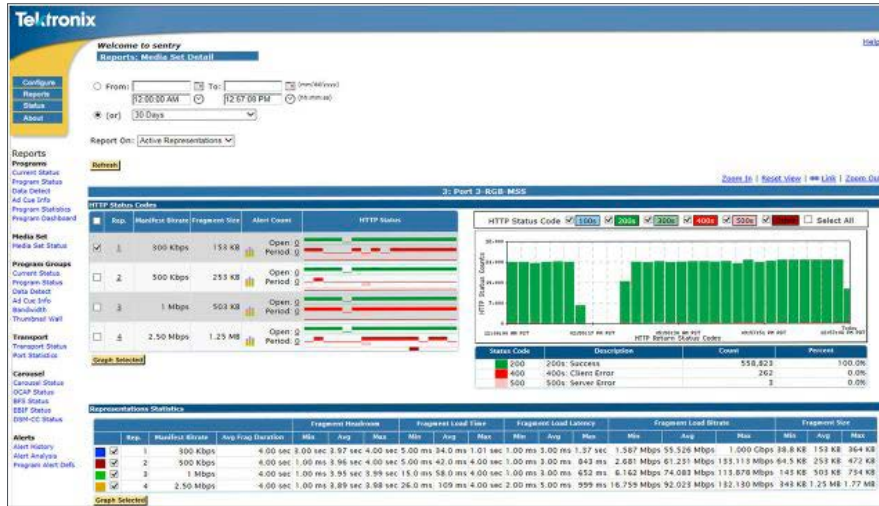 Tektronix
Help
Welcome to sentry
Reports: Media Set Detail
Configure
Reports
Status
About
From: To: (mm/dd/yyyy)
12:00:00 AM 12:57:09 PM (hh:mm:ss)
(or) 30 Days
Report On: Active Representations
Refresh
Zoom In | Reset View | Link | Zoom Out
Reports
Programs
Current Status
Program Status
Data Detect
Ad Cue Info
Program Statistics
Program Dashboard
Media Set
Media Set Status
Program Groups
Current Status
Program Status
Data Detect
Ad Cue Info
Bandwidth
Thumbnail Wall
Transport
Transport Status
Port Statistics
Carousel
Carousel Status
OCAP Status
BFS Status
EBIF Status
DSM-CC Status
Alerts
Alert History
Alert Analysis
Program Alert Defs
3: Port 3-RGB-MSS
HTTP Status Codes
Rep. Manifest Bitrate Fragment Size Alert Count HTTP Status
1 300 Kbps 153 KB Open: 0 Period: 0
2 500 Kbps 253 KB Open: 0 Period: 0
3 1 Mbps 503 KB Open: 0 Period: 0
4 2.50 Mbps 1.25 MB Open: 0 Period: 0
Graph Selected
HTTP Status Code 100s 200s 300s 400s 500s Select All
HTTP Status Counts
HTTP Return Status Codes
Status Code Description Count Percent
200 200s: Success 558,823 100.0%
400 400s: Client Error 262 0.0%
500 500s: Server Error 3 0.0%
Representations Statistics
Fragment Headroom Fragment Load Time Fragment Load Latency Fragment Load Bitrate Fragment Size
Rep. Manifest Bitrate Avg Frag Duration Min Avg Max Min Avg Max Min Avg Max Min Avg Max Min Avg Max
1 300 Kbps 4.00 sec 3.00 sec 3.97 sec 4.00 sec 5.00 ms 34.0 ms 1.01 sec 1.00 ms 3.00 ms 1.37 sec 1.587 Mbps 55.526 Mbps 1.000 Gbps 38.8 KB 153 KB 364 KB
2 500 Kbps 4.00 sec 1.00 ms 3.96 sec 4.00 sec 5.00 ms 42.0 ms 4.00 sec 1.00 ms 3.00 ms 843 ms 2.681 Mbps 61.231 Mbps 133.113 Mbps 64.5 KB 253 KB 472 KB
3 1 Mbps 4.00 sec 1.00 ms 3.95 sec 3.99 sec 15.0 ms 58.0 ms 4.00 sec 1.00 ms 3.00 ms 652 ms 6.162 Mbps 74.083 Mbps 113.878 Mbps 143 KB 503 KB 754 KB
4 2.50 Mbps 4.00 sec 1.00 ms 3.89 sec 3.98 sec 26.0 ms 109 ms 4.00 sec 2.00 ms 5.00 ms 999 ms 16.759 Mbps 92.023 Mbps 132.130 Mbps 343 KB 1.25 MB 1.77 MB
Graph Selected